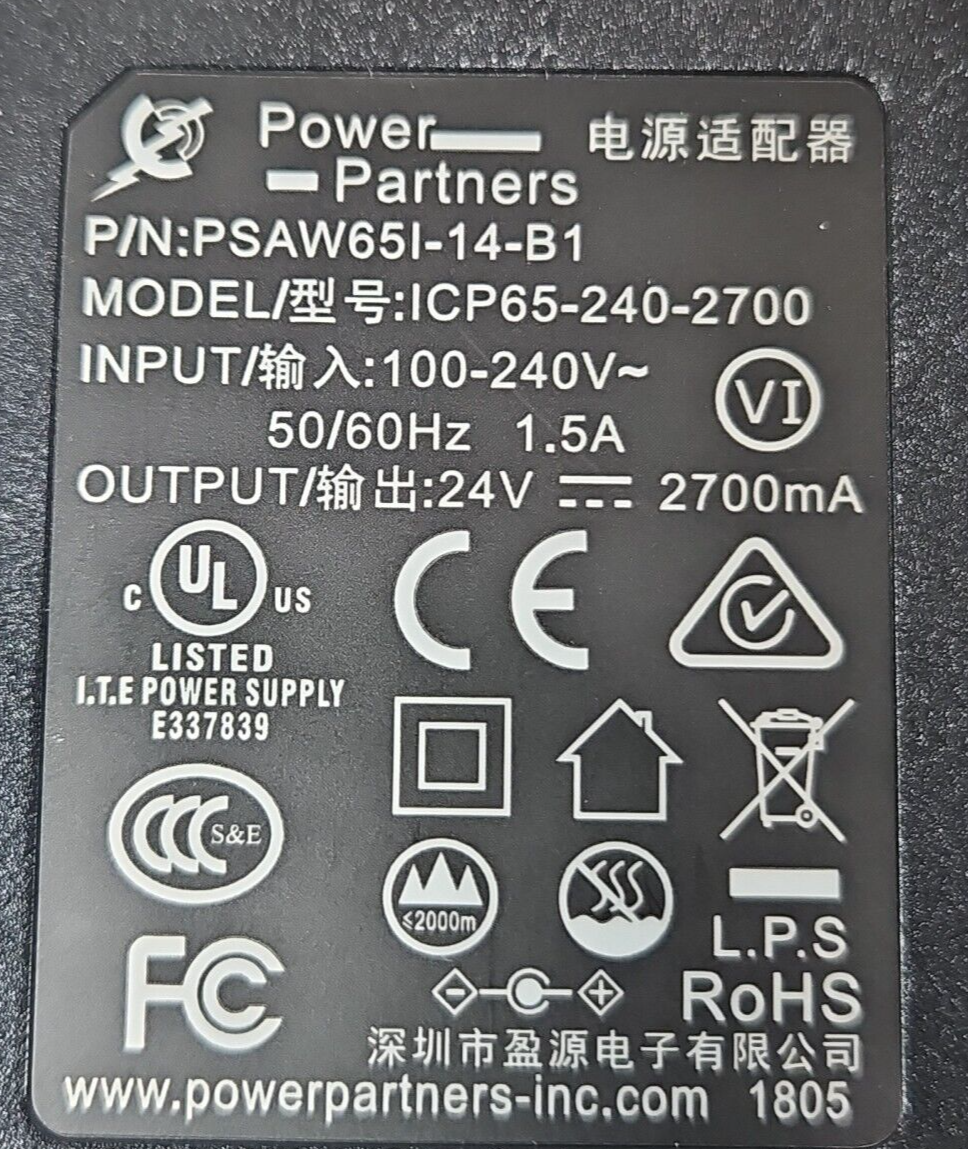 Power 电源适配器
Partners
P/N:PSAW65I-14-B1
MODEL/型号:ICP65-240-2700
INPUT/输入:100-240V~
50/60Hz 1.5A
VI
OUTPUT/输出:24V ⎓ 2700mA
C UL US
LISTED
I.T.E POWER SUPPLY
E337839
CE
CCC S&E
≤2000m
L.P.S
FC
- +
RoHS
深圳市盈源电子有限公司
www.powerpartners-inc.com 1805